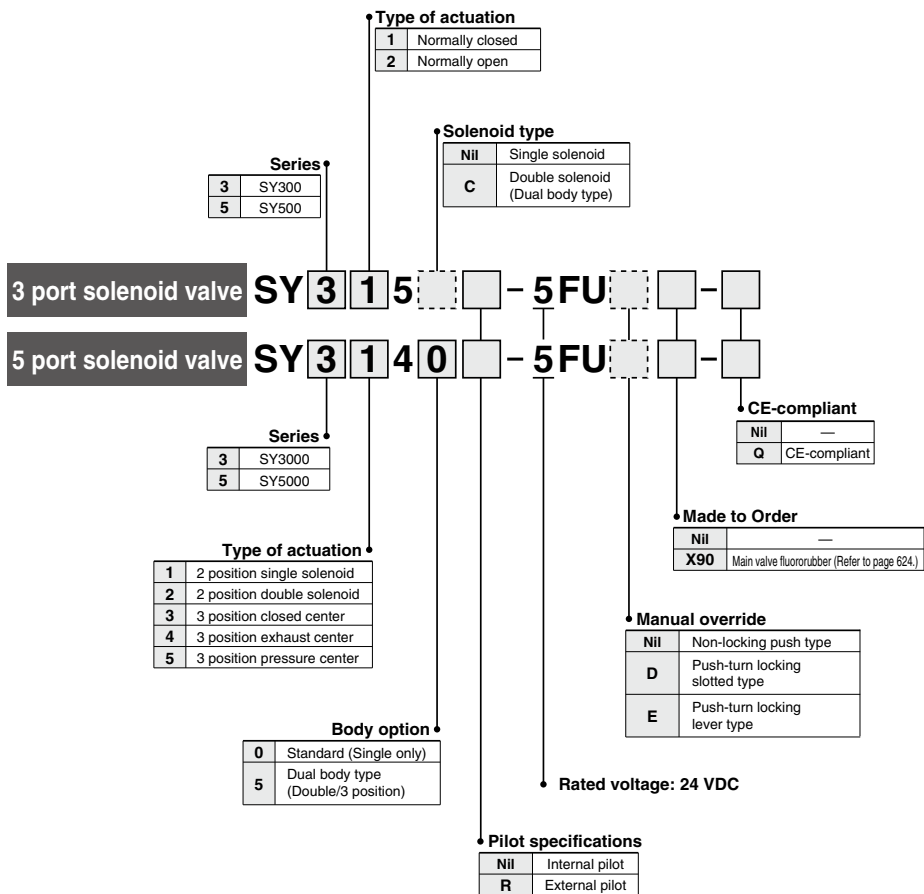 Type of actuation
1 Normally closed
2 Normally open
Solenoid type
Nil Single solenoid
C Double solenoid
(Dual body type)
Series
3 SY300
5 SY500
3 port solenoid valve SY 3 1 5 – 5 FU –
5 port solenoid valve SY 3 1 4 0 – 5 FU –
CE-compliant
Nil —
Q CE-compliant
Series
3 SY3000
5 SY5000
Made to Order
Nil —
X90 Main valve fluororubber (Refer to page 624.)
Type of actuation
1 2 position single solenoid
2 2 position double solenoid
3 3 position closed center
4 3 position exhaust center
5 3 position pressure center
Manual override
Nil Non-locking push type
D Push-turn locking
slotted type
E Push-turn locking
lever type
Body option
0 Standard (Single only)
5 Dual body type
(Double/3 position)
Rated voltage: 24 VDC
Pilot specifications
Nil Internal pilot
R External pilot